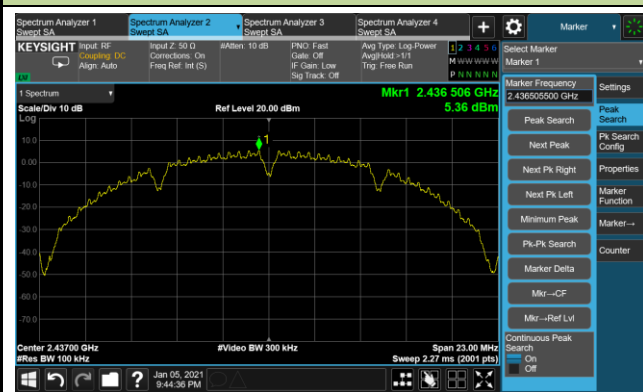 Spectrum Analyzer 1
Swept SA
Spectrum Analyzer 2
Swept SA
Spectrum Analyzer 3
Swept SA
Spectrum Analyzer 4
Swept SA
+
Marker
KEYSIGHT
LV
Input: RF
Coupling: DC
Align: Auto
Input Z: 50 Ω
Corrections: On
Freq Ref: Int (S)
#Atten: 10 dB
PNO: Fast
Gate: Off
IF Gain: Low
Sig Track: Off
Avg Type: Log-Power
Avg|Hold:>1/1
Trig: Free Run
1 2 3 4 5 6
M W W W W W
P N N N N N
Select Marker
Marker 1
1 Spectrum
Mkr1 2.436 506 GHz
5.36 dBm
Scale/Div 10 dB
Ref Level 20.00 dBm
Log
10.0
0.00
-10.0
-20.0
-30.0
-40.0
-50.0
-60.0
-70.0
1
Center 2.43700 GHz
#Res BW 100 kHz
#Video BW 300 kHz
Span 23.00 MHz
Sweep 2.27 ms (2001 pts)
Marker Frequency
2.436505500 GHz
Peak Search
Next Peak
Next Pk Right
Next Pk Left
Minimum Peak
Pk-Pk Search
Marker Delta
Mkr→CF
Mkr→Ref Lvl
Continuous Peak
Search
On
Off
Settings
Peak
Search
Pk Search
Config
Properties
Marker
Function
Marker→
Counter
?
Jan 05, 2021
9:44:36 PM